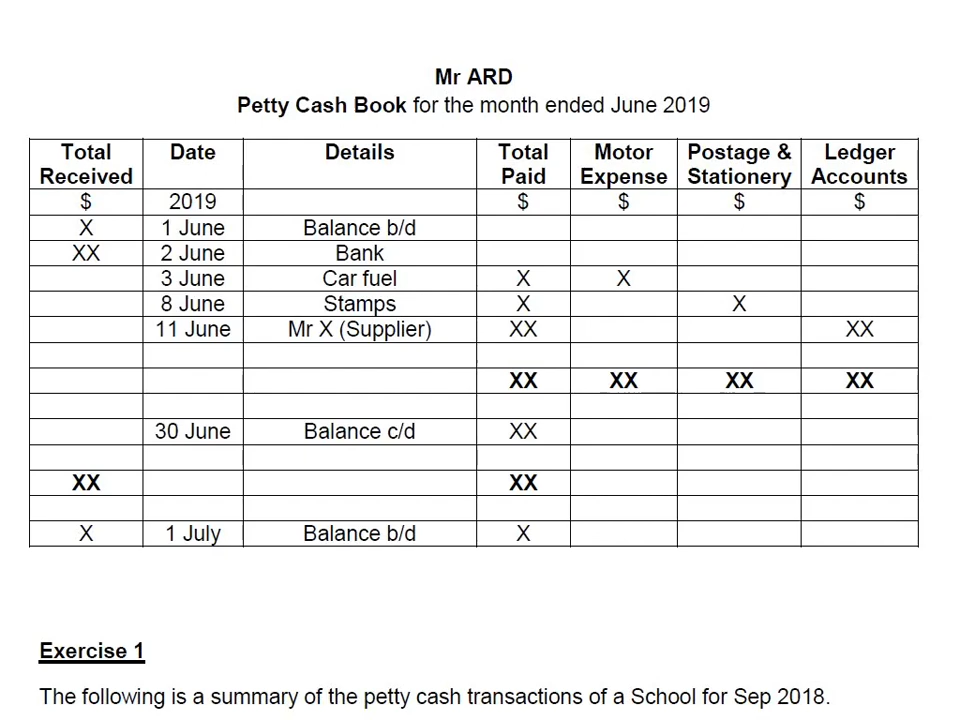 Mr ARD
Petty Cash Book for the month ended June 2019
Total Received Date Details Total Paid Motor Expense Postage & Stationery Ledger Accounts
$ 2019 $ $ $ $
X 1 June Balance b/d
XX 2 June Bank
3 June Car fuel X X
8 June Stamps X X
11 June Mr X (Supplier) XX XX
XX XX XX XX
30 June Balance c/d XX
XX XX
X 1 July Balance b/d X
Exercise 1
The following is a summary of the petty cash transactions of a School for Sep 2018.